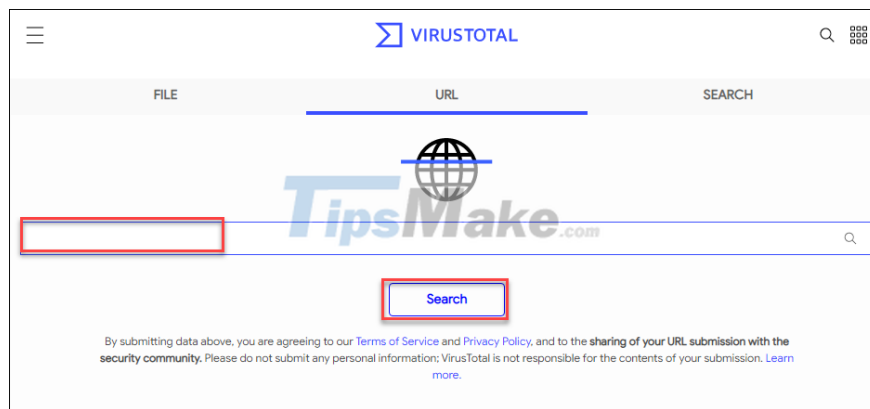 VIRUSTOTAL
FILE URL SEARCH
TipsMake.com
Search
By submitting data above, you are agreeing to our Terms of Service and Privacy Policy, and to the sharing of your URL submission with the
security community. Please do not submit any personal information; VirusTotal is not responsible for the contents of your submission. Learn
more.